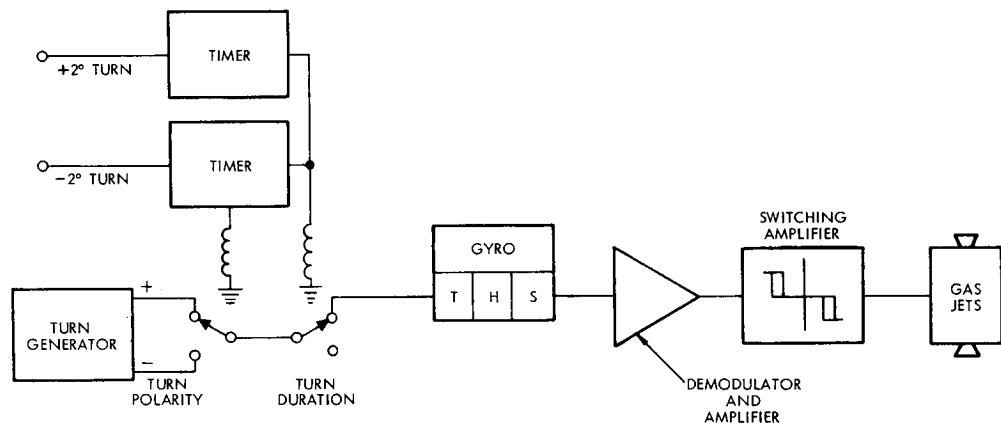 +2° TURN
TIMER
−2° TURN
TIMER
TURN
GENERATOR
+
−
TURN
POLARITY
TURN
DURATION
GYRO
T H S
DEMODULATOR
AND
AMPLIFIER
SWITCHING
AMPLIFIER
GAS
JETS